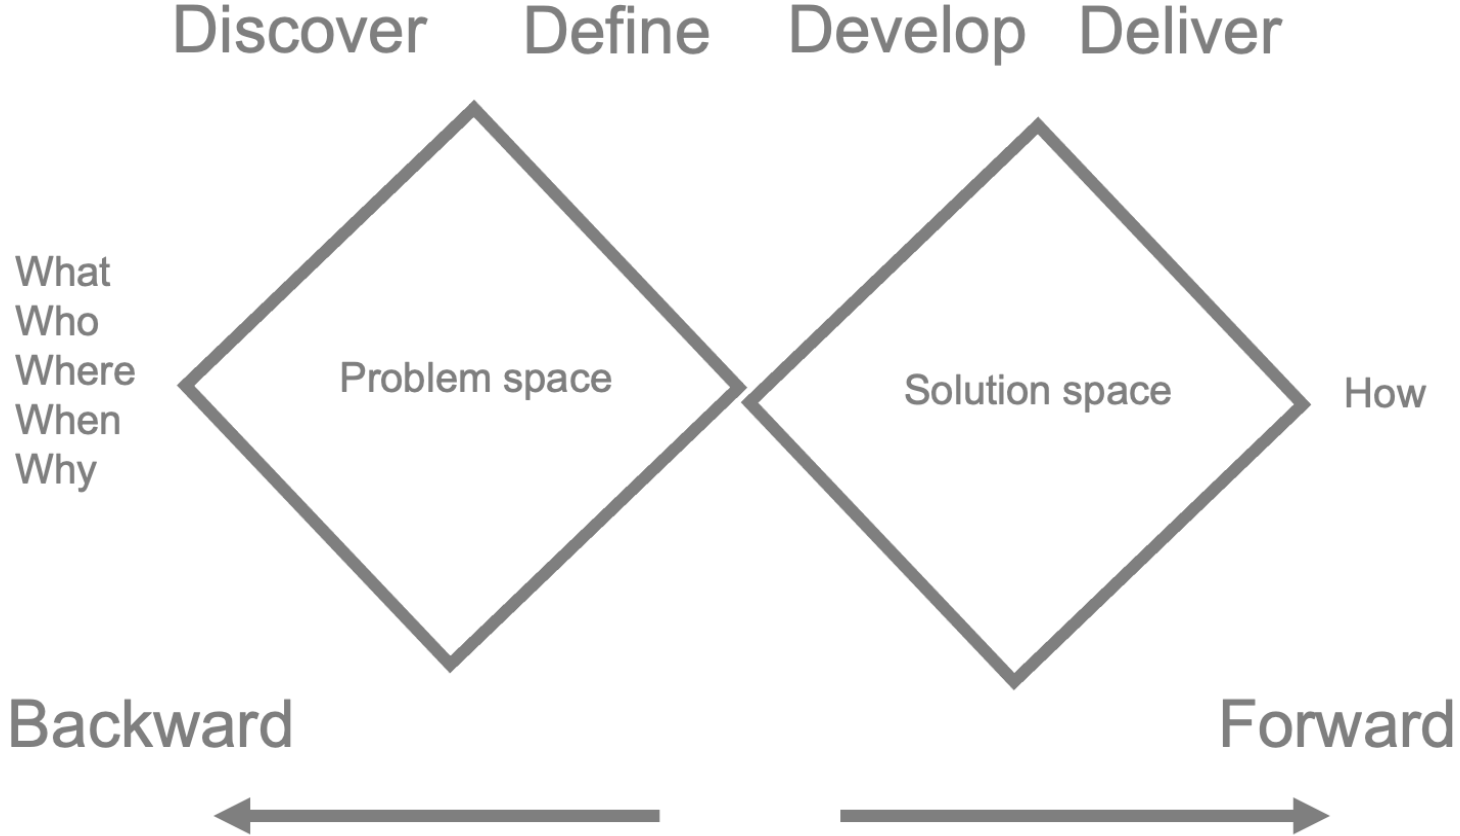 Discover Define Develop Deliver
What
Who
Where
When
Why
Problem space
Solution space
How
Backward
Forward